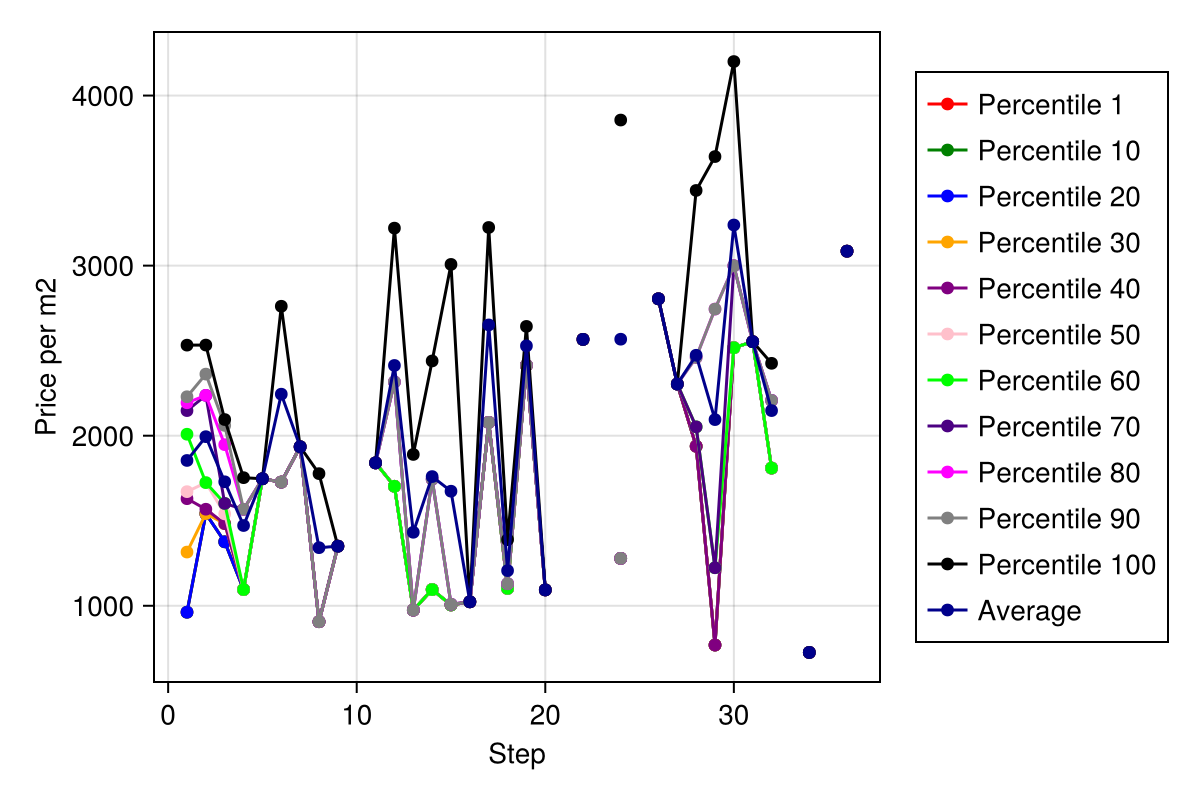 4000
3000
2000
1000
Price per m2
0
10
20
30
Step
Percentile 1
Percentile 10
Percentile 20
Percentile 30
Percentile 40
Percentile 50
Percentile 60
Percentile 70
Percentile 80
Percentile 90
Percentile 100
Average